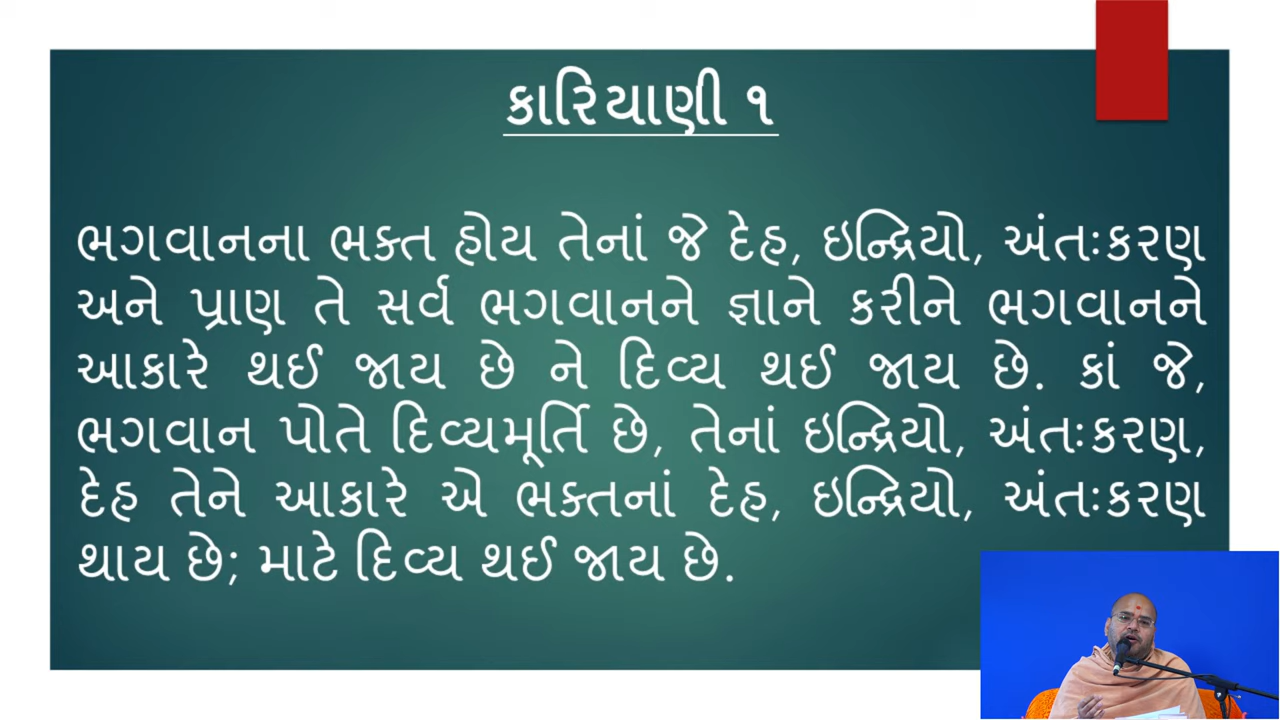 કારિયાણી ૧
ભગવાનના ભક્ત હોય તેનાં જે દેહ, ઇન્દ્રિયો, અંતઃકરણ
અને પ્રાણ તે સર્વ ભગવાનને જ્ઞાને કરીને ભગવાનને
આકારે થઈ જાય છે ને દિવ્ય થઈ જાય છે. કાં જે,
ભગવાન પોતે દિવ્યમૂર્તિ છે, તેનાં ઇન્દ્રિયો, અંતઃકરણ,
દેહ તેને આકારે એ ભક્તનાં દેહ, ઇન્દ્રિયો, અંતઃકરણ
થાય છે; માટે દિવ્ય થઈ જાય છે.